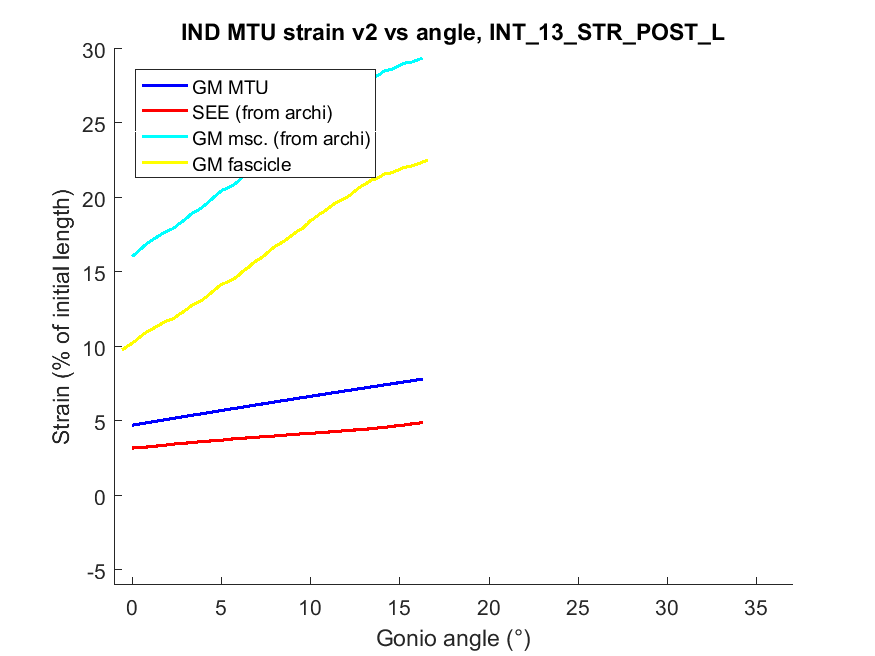 IND MTU strain v2 vs angle, INT_13_STR_POST_L
30
25
20
15
10
5
0
-5
Strain (% of initial length)
GM MTU
SEE (from archi)
GM msc. (from archi)
GM fascicle
0 5 10 15 20 25 30 35
Gonio angle (°)